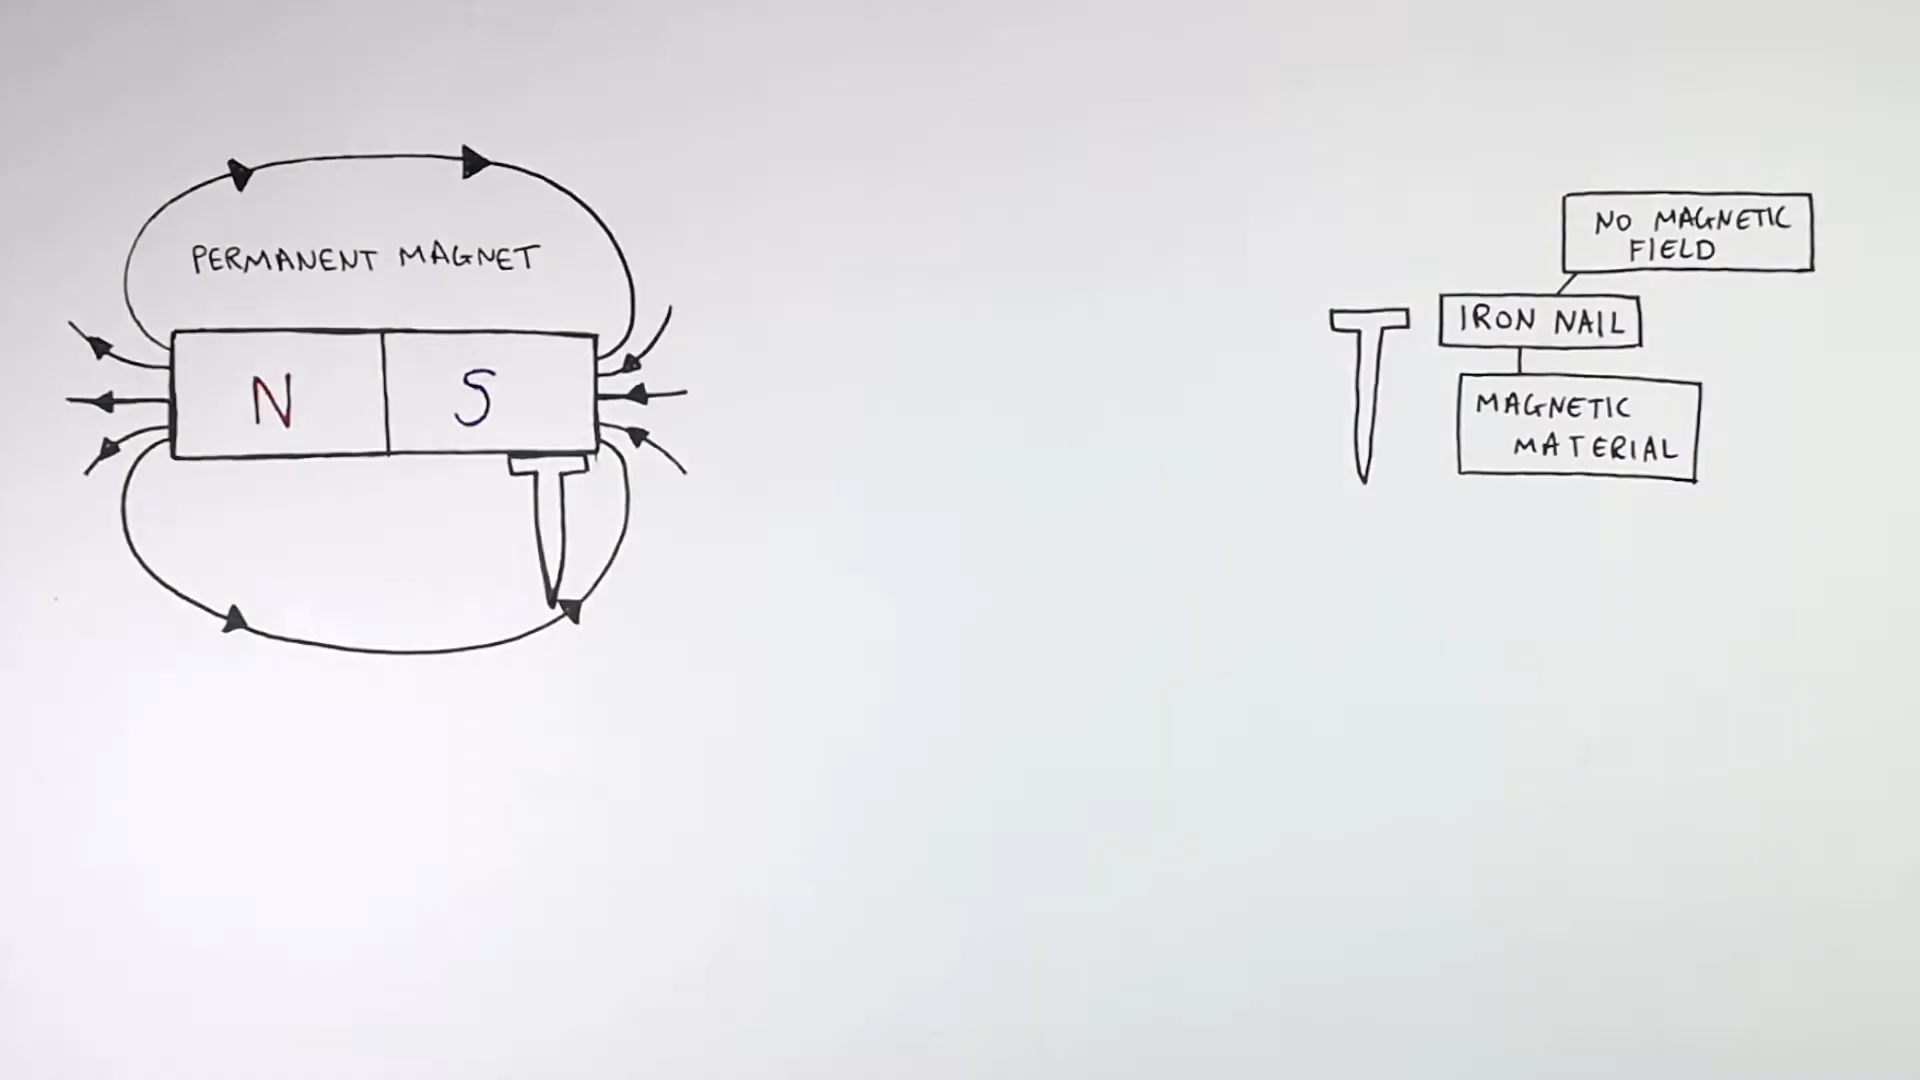 PERMANENT MAGNET
N S
NO MAGNETIC
FIELD
IRON NAIL
MAGNETIC
MATERIAL